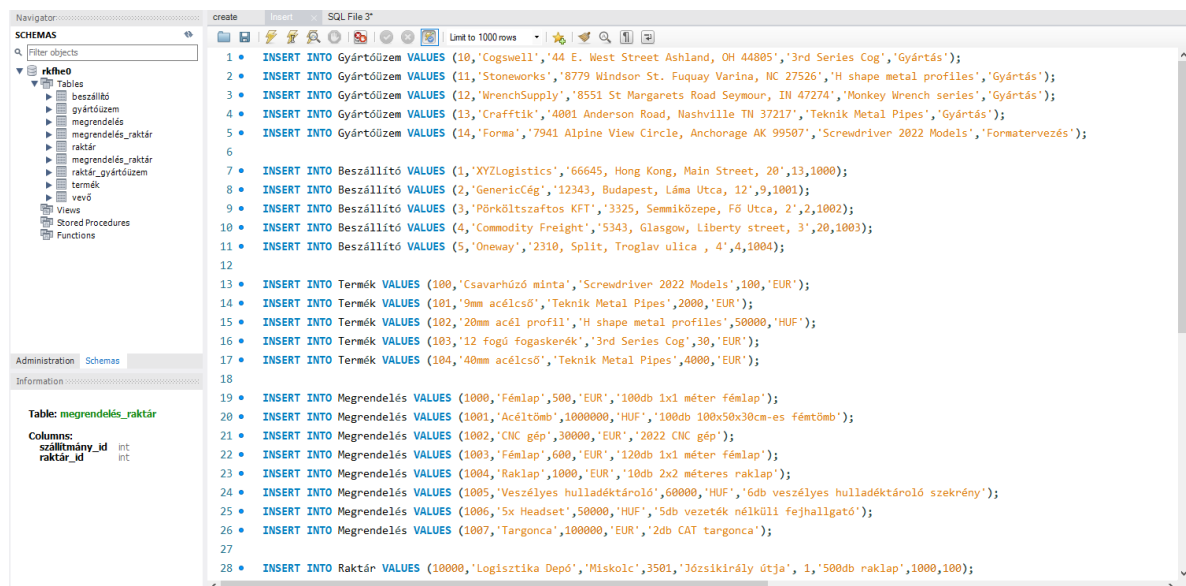 Navigator
SCHEMAS
Filter objects
rkfhe0
Tables
beszállító
gyártóüzem
megrendelés
megrendelés_raktár
raktár
megrendelés_raktár
raktár_gyártóüzem
termék
vevő
Views
Stored Procedures
Functions
Administration Schemas
Information
Table: megrendelés_raktár
Columns:
szállítmány_id int
raktár_id int
create Insert SQL File 3*
Limit to 1000 rows
1 INSERT INTO Gyártóüzem VALUES (10,'Cogswell','44 E. West Street Ashland, OH 44805','3rd Series Cog','Gyártás');
2 INSERT INTO Gyártóüzem VALUES (11,'Stoneworks','8779 Windsor St. Fuquay Varina, NC 27526','H shape metal profiles','Gyártás');
3 INSERT INTO Gyártóüzem VALUES (12,'WrenchSupply','8551 St Margarets Road Seymour, IN 47274','Monkey Wrench series','Gyártás');
4 INSERT INTO Gyártóüzem VALUES (13,'Crafftik','4001 Anderson Road, Nashville TN 37217','Teknik Metal Pipes','Gyártás');
5 INSERT INTO Gyártóüzem VALUES (14,'Forma','7941 Alpine View Circle, Anchorage AK 99507','Screwdriver 2022 Models','Formatervezés');
6
7 INSERT INTO Beszállító VALUES (1,'XYZLogistics','66645, Hong Kong, Main Street, 20',13,1000);
8 INSERT INTO Beszállító VALUES (2,'GenericCég','12343, Budapest, Láma Utca, 12',9,1001);
9 INSERT INTO Beszállító VALUES (3,'Pörköltszaftos KFT','3325, Semmiközepe, Fő Utca, 2',2,1002);
10 INSERT INTO Beszállító VALUES (4,'Commodity Freight','5343, Glasgow, Liberty street, 3',20,1003);
11 INSERT INTO Beszállító VALUES (5,'Oneway','2310, Split, Troglav ulica , 4',4,1004);
12
13 INSERT INTO Termék VALUES (100,'Csavarhúzó minta','Screwdriver 2022 Models',100,'EUR');
14 INSERT INTO Termék VALUES (101,'9mm acélcső','Teknik Metal Pipes',2000,'EUR');
15 INSERT INTO Termék VALUES (102,'20mm acél profil','H shape metal profiles',50000,'HUF');
16 INSERT INTO Termék VALUES (103,'12 fogú fogaskerék','3rd Series Cog',30,'EUR');
17 INSERT INTO Termék VALUES (104,'40mm acélcső','Teknik Metal Pipes',4000,'EUR');
18
19 INSERT INTO Megrendelés VALUES (1000,'Fémlap',500,'EUR','100db 1x1 méter fémlap');
20 INSERT INTO Megrendelés VALUES (1001,'Acéltömb',1000000,'HUF','100db 100x50x30cm-es fémtömb');
21 INSERT INTO Megrendelés VALUES (1002,'CNC gép',30000,'EUR','2022 CNC gép');
22 INSERT INTO Megrendelés VALUES (1003,'Fémlap',600,'EUR','120db 1x1 méter fémlap');
23 INSERT INTO Megrendelés VALUES (1004,'Raklap',1000,'EUR','10db 2x2 méteres raklap');
24 INSERT INTO Megrendelés VALUES (1005,'Veszélyes hulladéktároló',60000,'HUF','6db veszélyes hulladéktároló szekrény');
25 INSERT INTO Megrendelés VALUES (1006,'5x Headset',50000,'HUF','5db vezeték nélküli fejhallgató');
26 INSERT INTO Megrendelés VALUES (1007,'Targonca',100000,'EUR','2db CAT targonca');
27
28 INSERT INTO Raktár VALUES (10000,'Logisztika Depó','Miskolc',3501,'Józsikirály útja', 1,'500db raklap',1000,100);